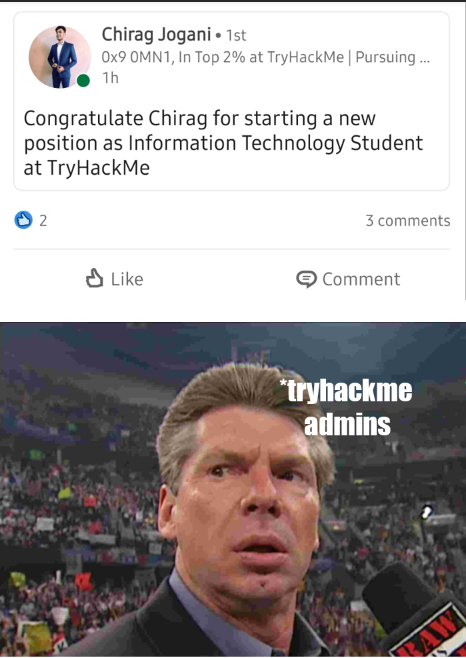 Chirag Jogani • 1st
0x9 0MN1, In Top 2% at TryHackMe | Pursuing ...
1h
Congratulate Chirag for starting a new
position as Information Technology Student
at TryHackMe
2
3 comments
Like
Comment
*tryhackme
admins
RAW
IS